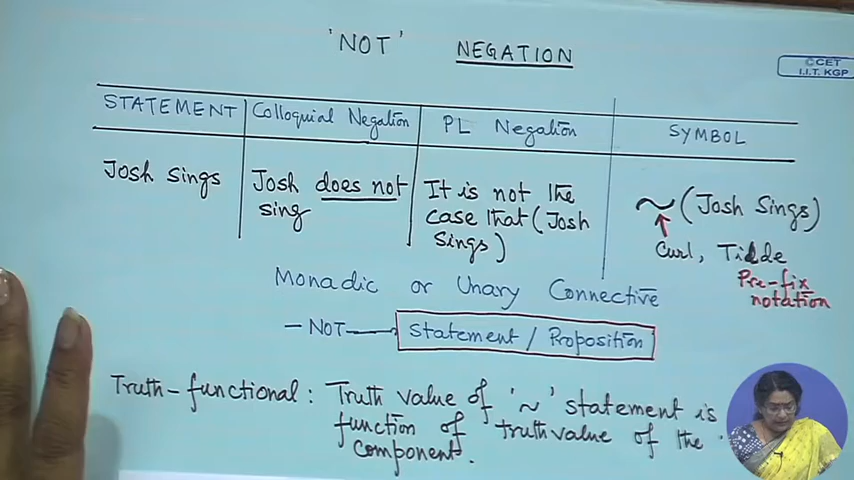 'NOT' NEGATION
©CET
I.I.T. KGP
STATEMENT Colloquial Negation PL Negation SYMBOL
Josh sings Josh does not sing It is not the case that (Josh Sings) ~ (Josh Sings)
Curl, Tilde
Pre-fix
notation
Monadic or Unary Connective
— NOT — Statement / Proposition
Truth-functional: Truth value of '~' statement is
function of truthvalue of the
component.